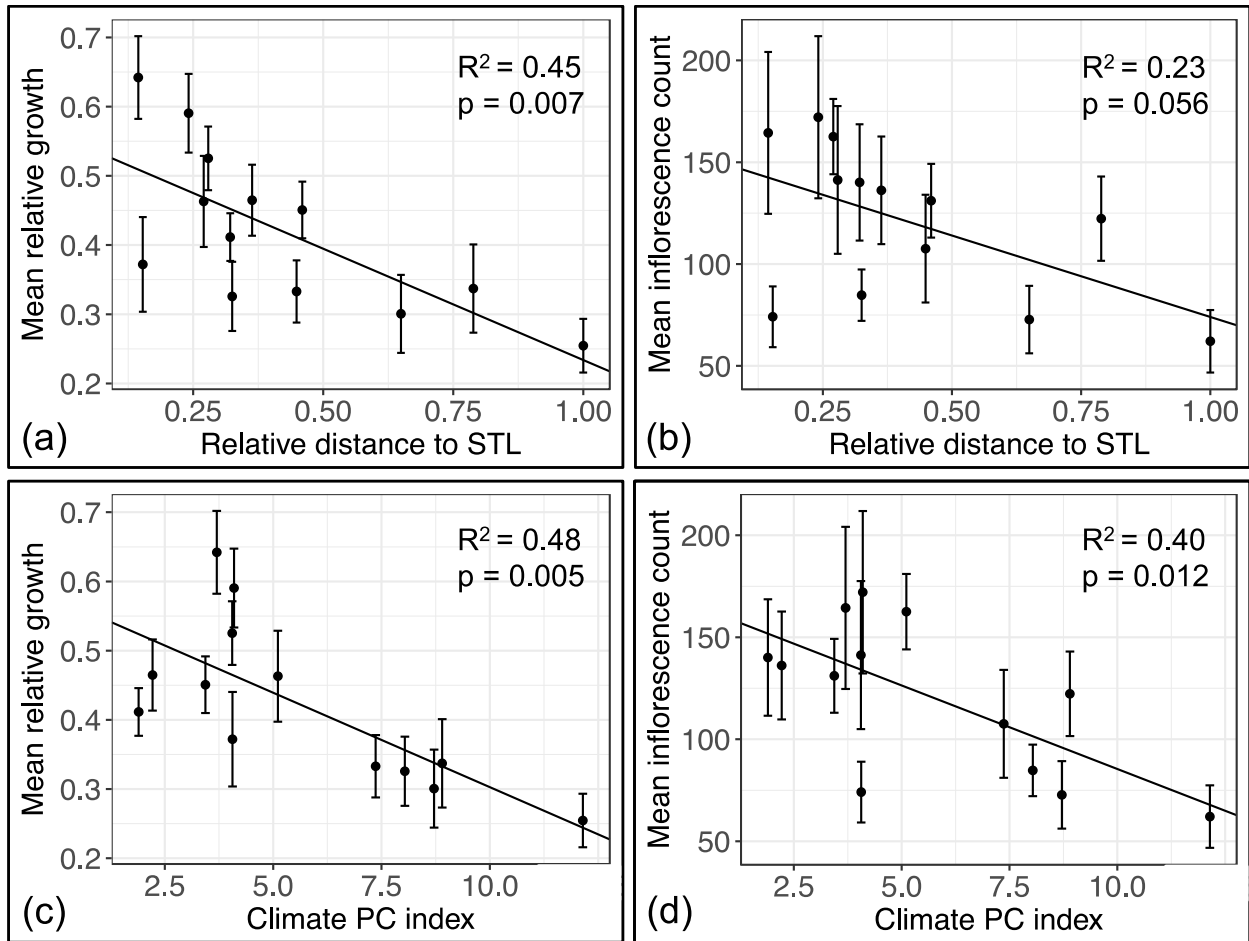 Mean relative growth
0.7
0.6
0.5
0.4
0.3
0.2
R² = 0.45
p = 0.007
0.25
0.50
0.75
1.00
(a)
Relative distance to STL
Mean inflorescence count
200
150
100
50
R² = 0.23
p = 0.056
0.25
0.50
0.75
1.00
(b)
Relative distance to STL
Mean relative growth
0.7
0.6
0.5
0.4
0.3
0.2
R² = 0.48
p = 0.005
2.5
5.0
7.5
10.0
(c)
Climate PC index
Mean inflorescence count
200
150
100
50
R² = 0.40
p = 0.012
2.5
5.0
7.5
10.0
(d)
Climate PC index